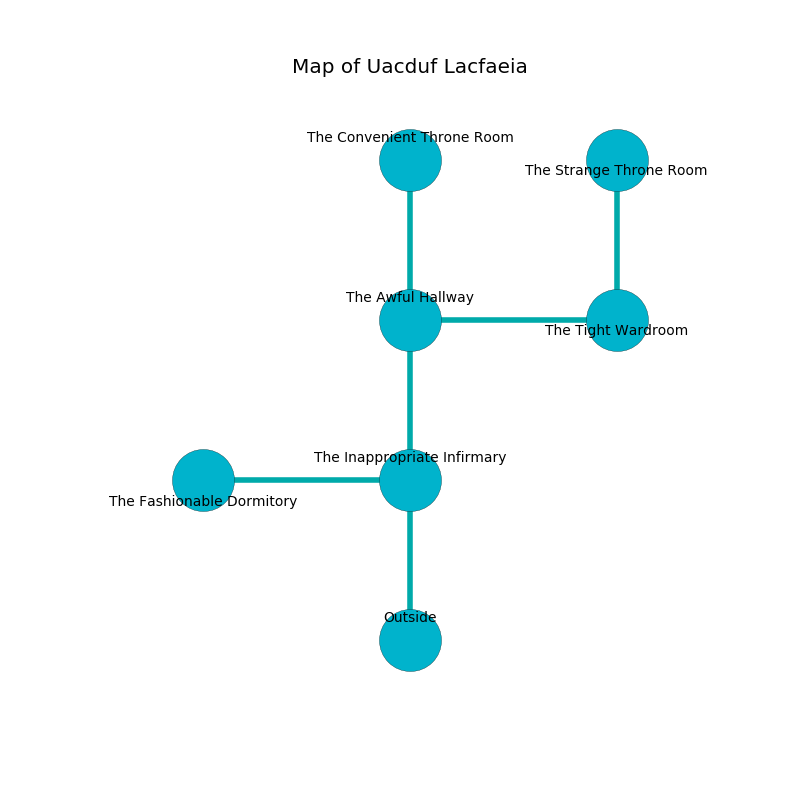 Map of Uacduf Lacfaeia
The Convenient Throne Room
The Strange Throne Room
The Awful Hallway
The Tight Wardroom
The Inappropriate Infirmary
The Fashionable Dormitory
Outside